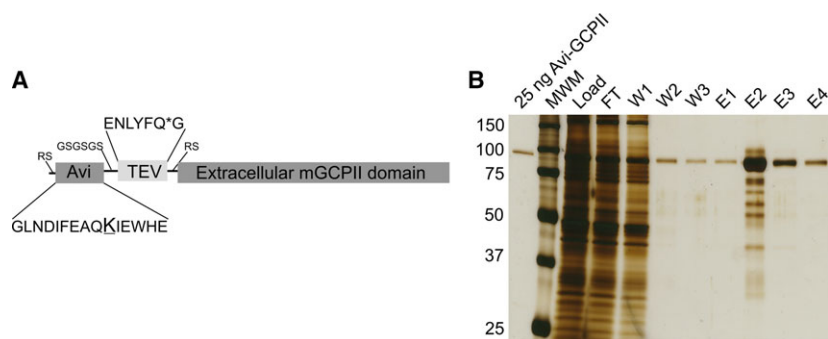 A
ENLYFQ*G
RS
GSGSGS
RS
Avi
TEV
Extracellular mGCPII domain
GLNDIFEAQKIEWHE
B
25 ng Avi-GCPII
MWM
Load
FT
W1
W2
W3
E1
E2
E3
E4
150
100
75
50
37
25